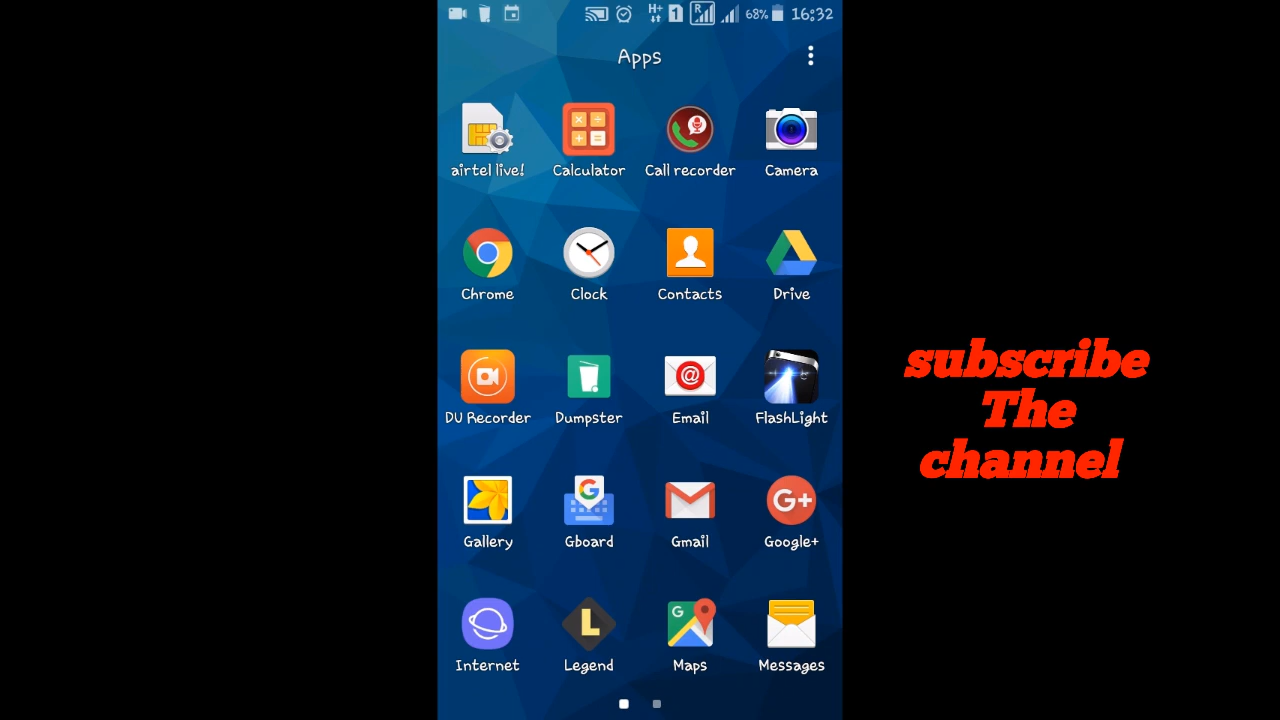 H+ 1 R 68% 16:32
Apps
airtel live! Calculator Call recorder Camera
Chrome Clock Contacts Drive
DU Recorder Dumpster Email FlashLight
G G+
Gallery Gboard Gmail Google+
L G
Internet Legend Maps Messages
subscribe
The
channel